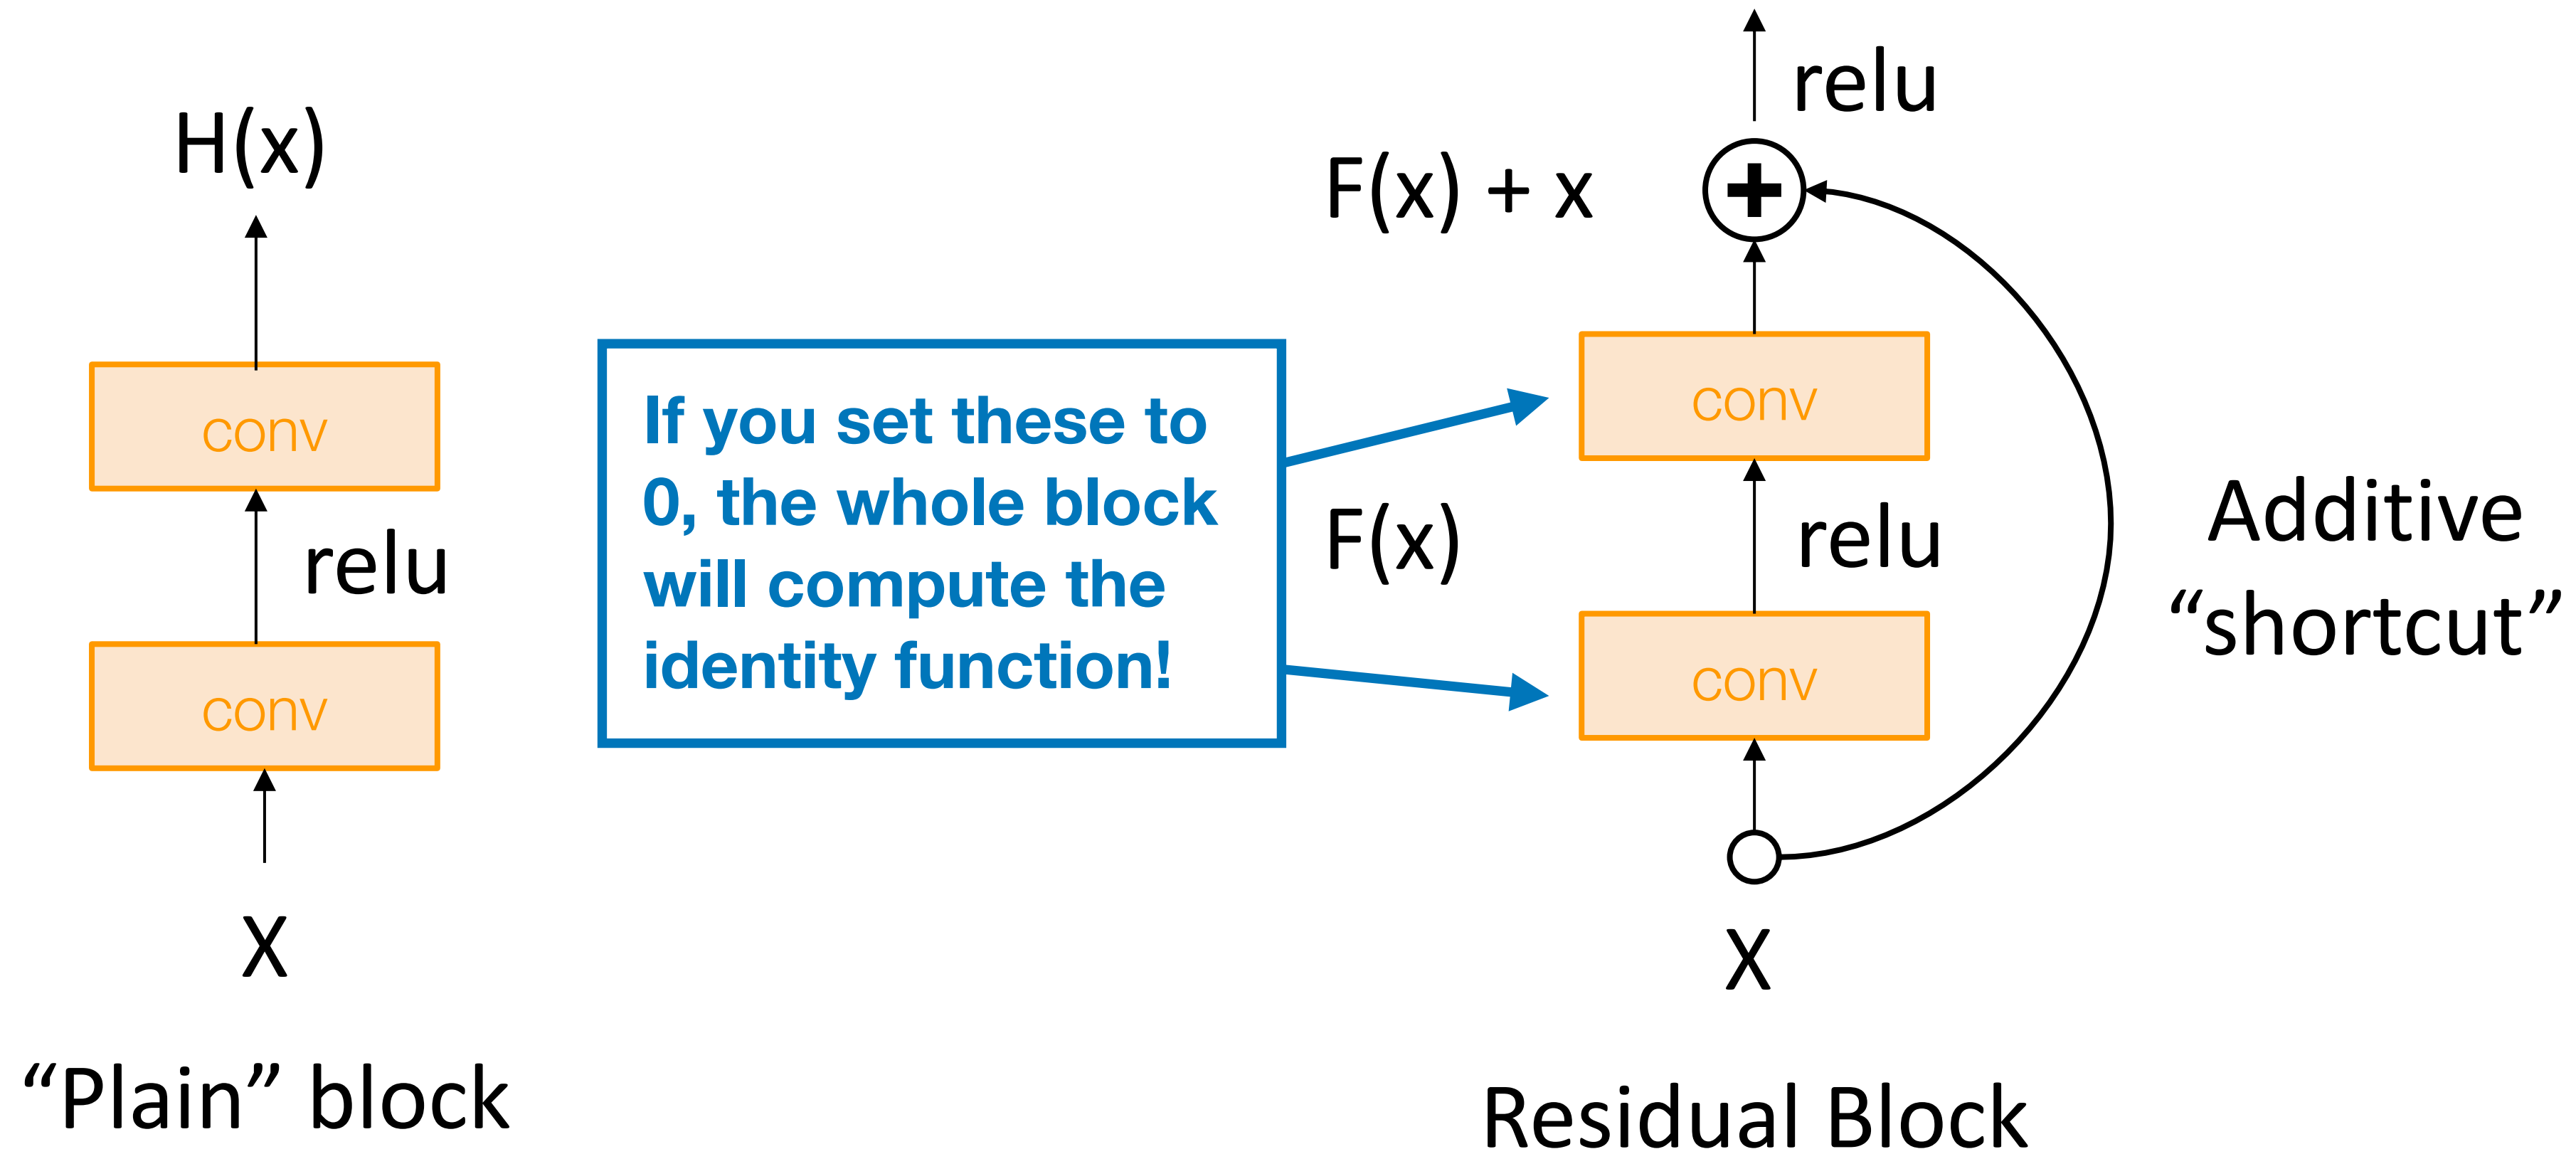 H(x)
conv
relu
conv
X
“Plain” block
If you set these to
0, the whole block
will compute the
identity function!
relu
F(x) + x
conv
F(x)
relu
conv
X
Residual Block
Additive
“shortcut”